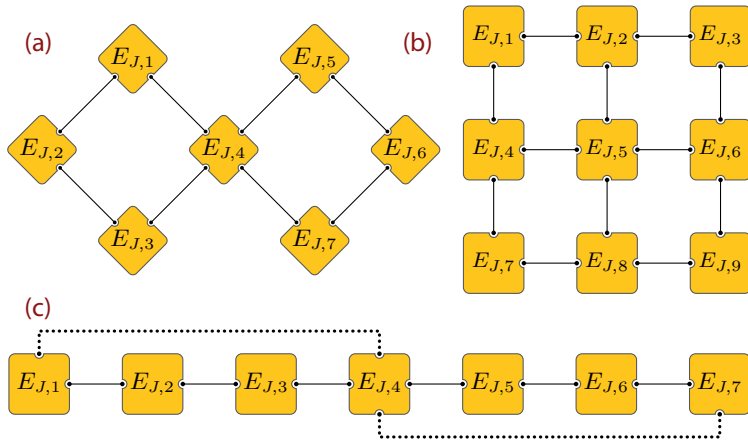 (a)
E_{J,1}
E_{J,5}
E_{J,2}
E_{J,4}
E_{J,6}
E_{J,3}
E_{J,7}
(b)
E_{J,1} E_{J,2} E_{J,3}
E_{J,4} E_{J,5} E_{J,6}
E_{J,7} E_{J,8} E_{J,9}
(c)
E_{J,1} E_{J,2} E_{J,3} E_{J,4} E_{J,5} E_{J,6} E_{J,7}